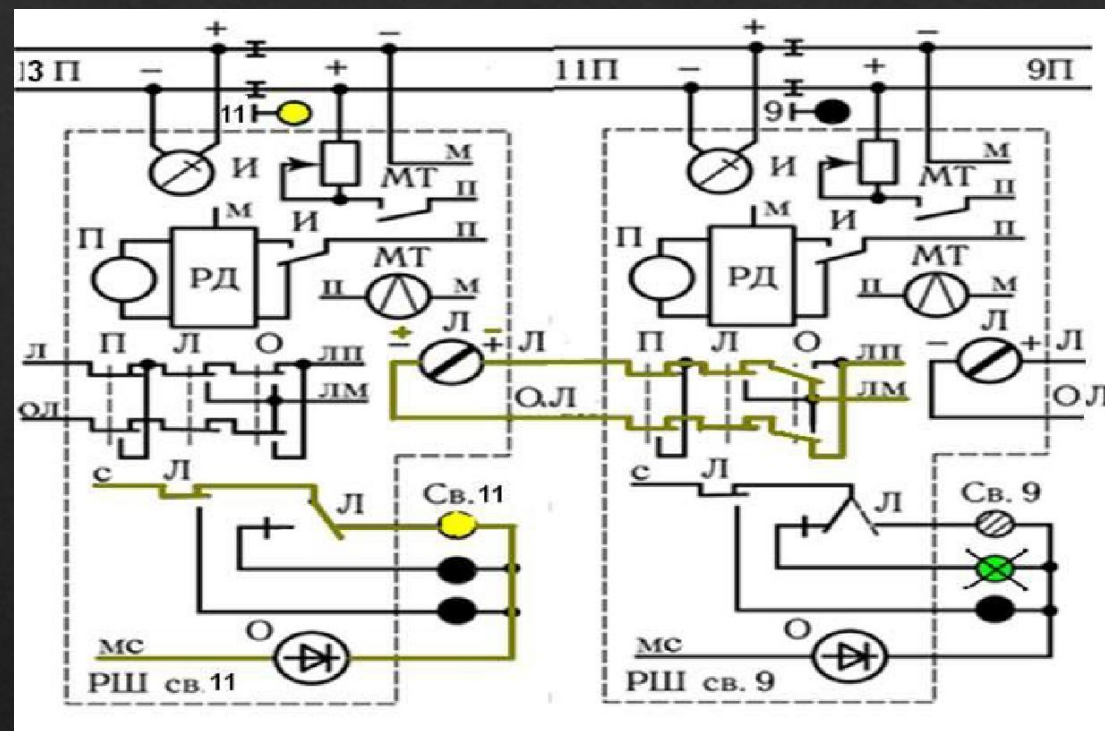 + − + −
13 П − + 11П − + 9П
11 9
И МТ м п И МТ м п
П м РД И п П м РД И п
п МТ м п МТ м
Л Л
+ − − +
Л П Л О ЛП − + Л П Л О ЛП − + Л
ОЛ ЛМ О.Л ЛМ ОЛ
с Л Л Св. 11 с Л Л Св. 9
О О
мс мс
РШ св. 11 РШ св. 9